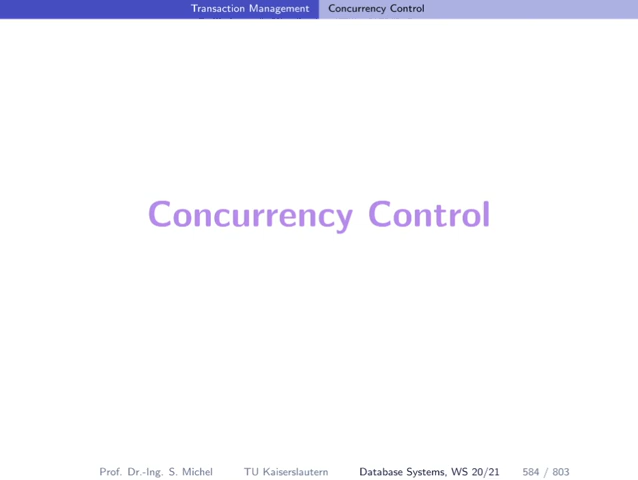 Transaction Management Concurrency Control
Concurrency Control
Prof. Dr.-Ing. S. Michel TU Kaiserslautern Database Systems, WS 20/21 584 / 803